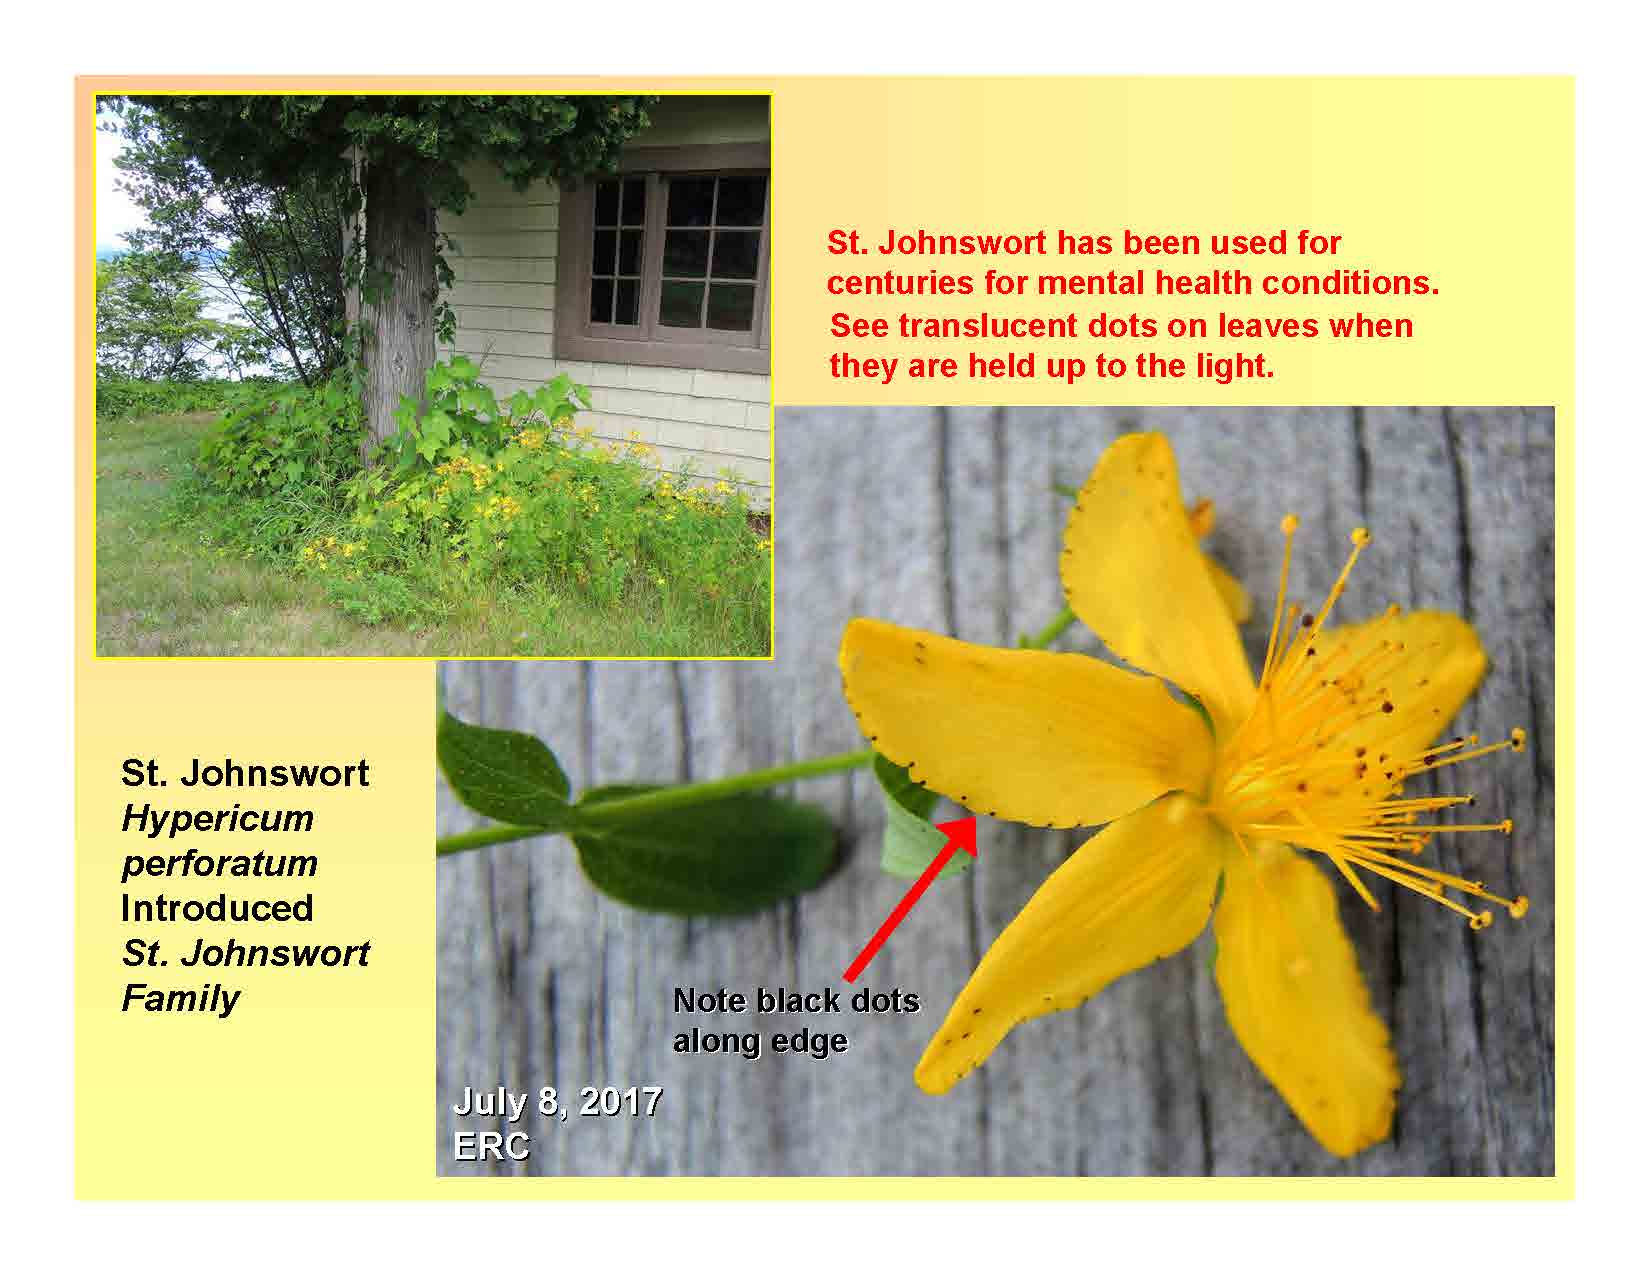 St. Johnswort has been used for
centuries for mental health conditions.
See translucent dots on leaves when
they are held up to the light.
St. Johnswort
Hypericum
perforatum
Introduced
St. Johnswort
Family
Note black dots
along edge
July 8, 2017
ERC